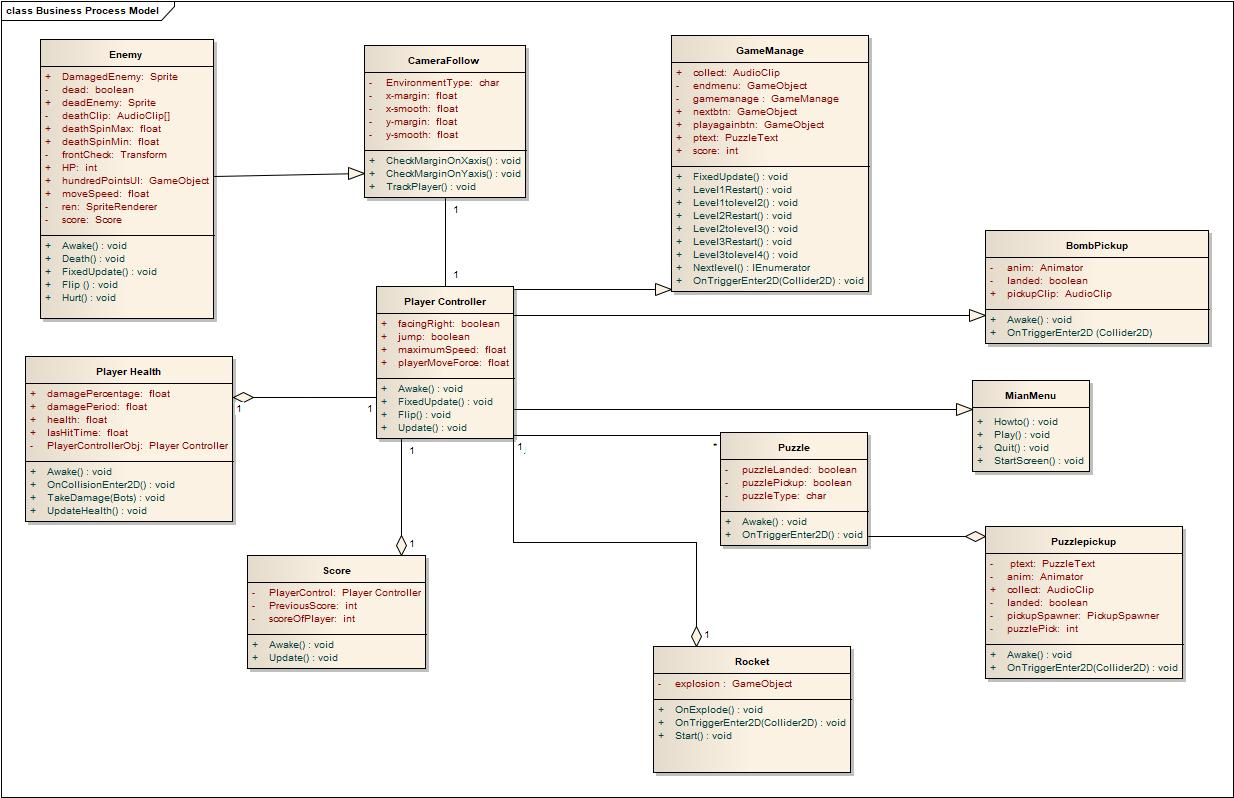 class Business Process Model
Enemy
+ DamagedEnemy: Sprite
- dead: boolean
+ deadEnemy: Sprite
- deathClip: AudioClip[]
+ deathSpinMax: float
+ deathSpinMin: float
- frontCheck: Transform
+ HP: int
+ hundredPointsUI: GameObject
+ moveSpeed: float
- ren: SpriteRenderer
- score: Score
+ Awake() : void
+ Death() : void
+ FixedUpdate() : void
+ Flip () : void
+ Hurt() : void
CameraFollow
- EnvironmentType: char
- x-margin: float
- x-smooth: float
- y-margin: float
- y-smooth: float
+ CheckMarginOnXaxis() : void
+ CheckMarginOnYaxis() : void
+ TrackPlayer() : void
1
1
GameManage
+ collect: AudioClip
- endmenu: GameObject
- gamemanage : GameManage
+ nextbtn: GameObject
+ playagainbtn: GameObject
+ ptext: PuzzleText
+ score: int
+ FixedUpdate() : void
+ Level1Restart() : void
+ Level1tolevel2() : void
+ Level2Restart() : void
+ Level2tolevel3() : void
+ Level3Restart() : void
+ Level3tolevel4() : void
+ Nextlevel() : IEnumerator
+ OnTriggerEnter2D(Collider2D) : void
BombPickup
- anim: Animator
- landed: boolean
+ pickupClip: AudioClip
+ Awake() : void
+ OnTriggerEnter2D (Collider2D)
Player Controller
+ facingRight: boolean
+ jump: boolean
+ maximumSpeed: float
+ playerMoveForce: float
+ Awake() : void
+ FixedUpdate() : void
+ Flip() : void
+ Update() : void
Player Health
+ damagePercentage: float
+ damagePeriod: float
+ health: float
+ lasHitTime: float
- PlayerControllerObj: Player Controller
+ Awake() : void
+ OnCollisionEnter2D() : void
+ TakeDamage(Bots) : void
+ UpdateHealth() : void
1
1
MianMenu
+ Howto() : void
+ Play() : void
+ Quit() : void
+ StartScreen() : void
1
1.
*
Puzzle
- puzzleLanded: boolean
- puzzlePickup: boolean
- puzzleType: char
+ Awake() : void
+ OnTriggerEnter2D() : void
Puzzlepickup
- ptext: PuzzleText
- anim: Animator
+ collect: AudioClip
- landed: boolean
- pickupSpawner: PickupSpawner
- puzzlePick: int
+ Awake() : void
+ OnTriggerEnter2D(Collider2D) : void
1
Score
- PlayerControl: Player Controller
- PreviousScore: int
- scoreOfPlayer: int
+ Awake() : void
+ Update() : void
1
Rocket
- explosion : GameObject
+ OnExplode() : void
+ OnTriggerEnter2D(Collider2D) : void
+ Start() : void